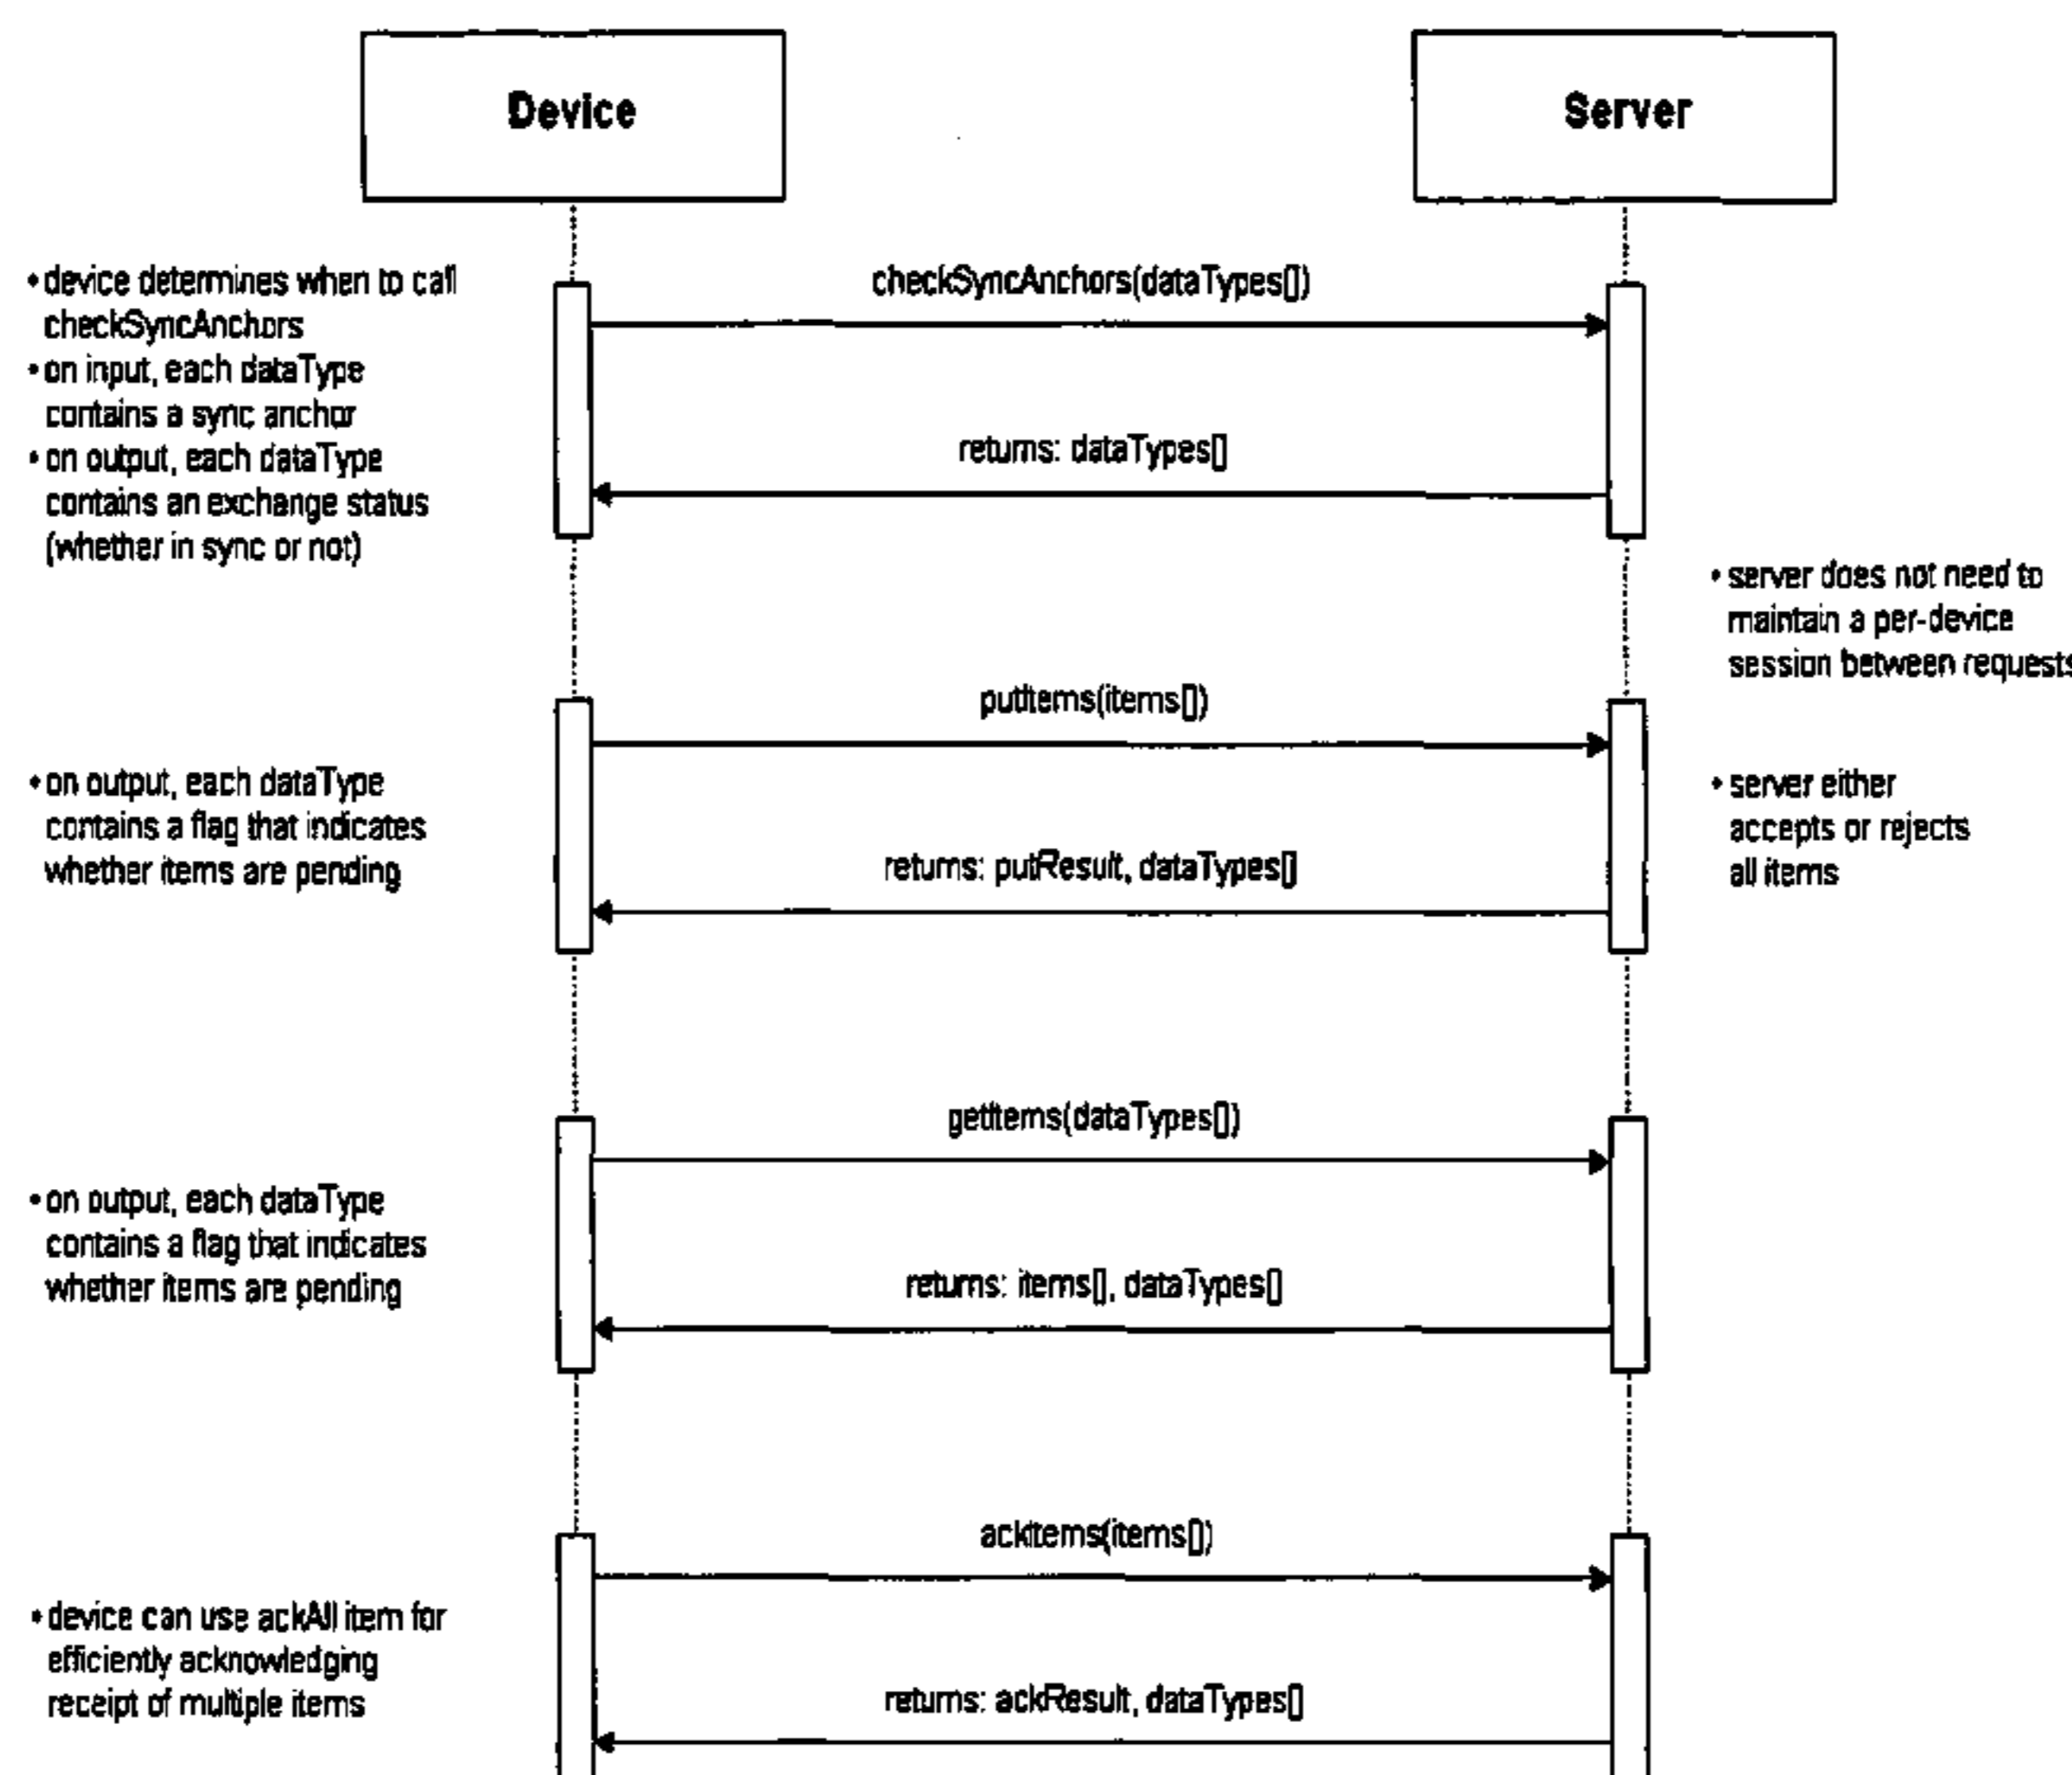 Device
Server
• device determines when to call
checkSyncAnchors
• on input, each dataType
contains a sync anchor
• on output, each dataType
contains an exchange status
(whether in sync or not)
checkSyncAnchors(dataTypes[])
returns: dataTypes[]
• server does not need to
maintain a per-device
session between requests
putItems(items[])
• on output, each dataType
contains a flag that indicates
whether items are pending
• server either
accepts or rejects
all items
returns: putResult, dataTypes[]
getItems(dataTypes[])
• on output, each dataType
contains a flag that indicates
whether items are pending
returns: items[], dataTypes[]
ackItems(items[])
• device can use ackAll item for
efficiently acknowledging
receipt of multiple items
returns: ackResult, dataTypes[]